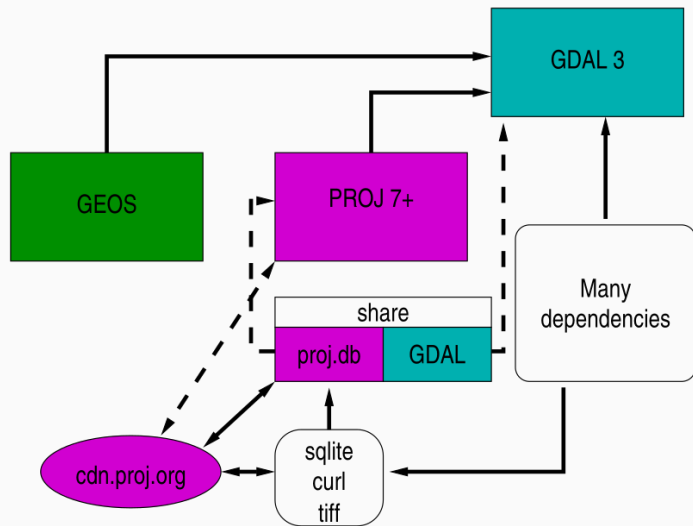 GDAL 3
GEOS
PROJ 7+
Many
dependencies
share
proj.db
GDAL
cdn.proj.org
sqlite
curl
tiff